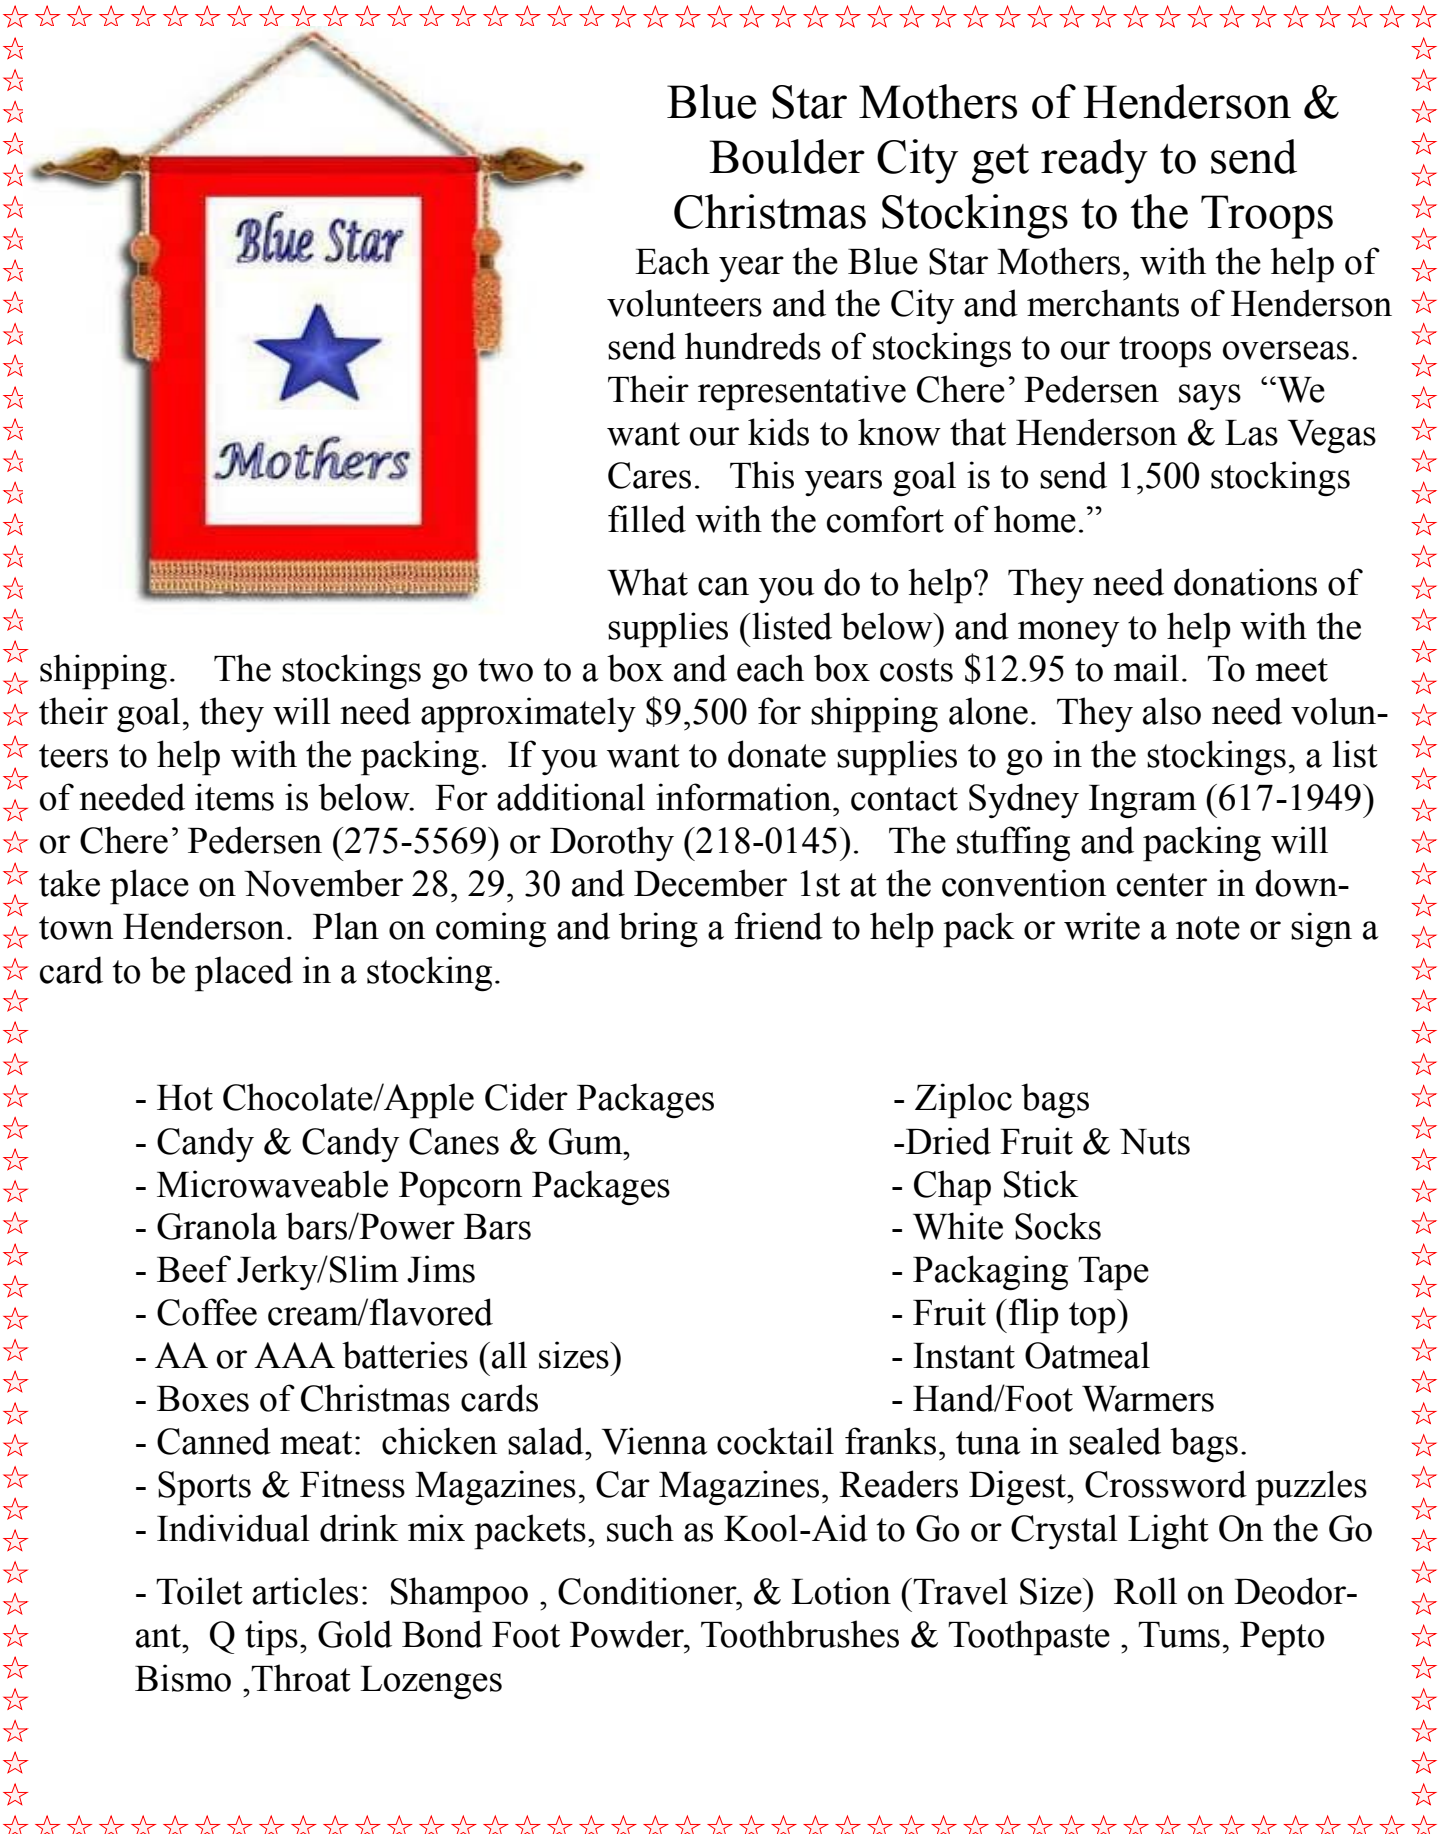 Blue Star
Mothers
Blue Star Mothers of Henderson &
Boulder City get ready to send
Christmas Stockings to the Troops
Each year the Blue Star Mothers, with the help of
volunteers and the City and merchants of Henderson
send hundreds of stockings to our troops overseas.
Their representative Chere’ Pedersen says “We
want our kids to know that Henderson & Las Vegas
Cares. This years goal is to send 1,500 stockings
filled with the comfort of home.”
What can you do to help? They need donations of
supplies (listed below) and money to help with the
shipping. The stockings go two to a box and each box costs $12.95 to mail. To meet
their goal, they will need approximately $9,500 for shipping alone. They also need volun-
teers to help with the packing. If you want to donate supplies to go in the stockings, a list
of needed items is below. For additional information, contact Sydney Ingram (617-1949)
or Chere’ Pedersen (275-5569) or Dorothy (218-0145). The stuffing and packing will
take place on November 28, 29, 30 and December 1st at the convention center in down-
town Henderson. Plan on coming and bring a friend to help pack or write a note or sign a
card to be placed in a stocking.
- Hot Chocolate/Apple Cider Packages - Ziploc bags
- Candy & Candy Canes & Gum, -Dried Fruit & Nuts
- Microwaveable Popcorn Packages - Chap Stick
- Granola bars/Power Bars - White Socks
- Beef Jerky/Slim Jims - Packaging Tape
- Coffee cream/flavored - Fruit (flip top)
- AA or AAA batteries (all sizes) - Instant Oatmeal
- Boxes of Christmas cards - Hand/Foot Warmers
- Canned meat: chicken salad, Vienna cocktail franks, tuna in sealed bags.
- Sports & Fitness Magazines, Car Magazines, Readers Digest, Crossword puzzles
- Individual drink mix packets, such as Kool-Aid to Go or Crystal Light On the Go
- Toilet articles: Shampoo , Conditioner, & Lotion (Travel Size) Roll on Deodor-
ant, Q tips, Gold Bond Foot Powder, Toothbrushes & Toothpaste , Tums, Pepto
Bismo ,Throat Lozenges